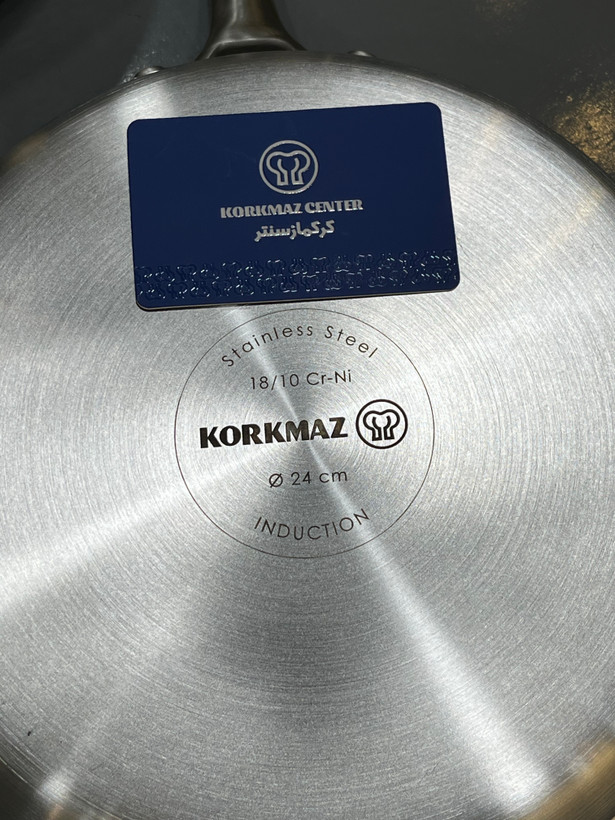 KORKMAZ CENTER
کرکمازسنتر
Stainless Steel
18/10 Cr-Ni
KORKMAZ
Ø 24 cm
INDUCTION